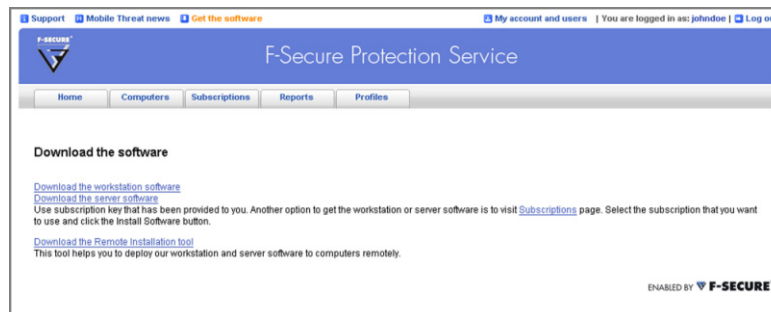 Support Mobile Threat news Get the software My account and users | You are logged in as: johndoe | Log ou
F-SECURE
F-Secure Protection Service
Home Computers Subscriptions Reports Profiles
Download the software
Download the workstation software
Download the server software
Use subscription key that has been provided to you. Another option to get the workstation or server software is to visit Subscriptions page. Select the subscription that you want
to use and click the Install Software button.
Download the Remote Installation tool
This tool helps you to deploy our workstation and server software to computers remotely.
ENABLED BY F-SECURE